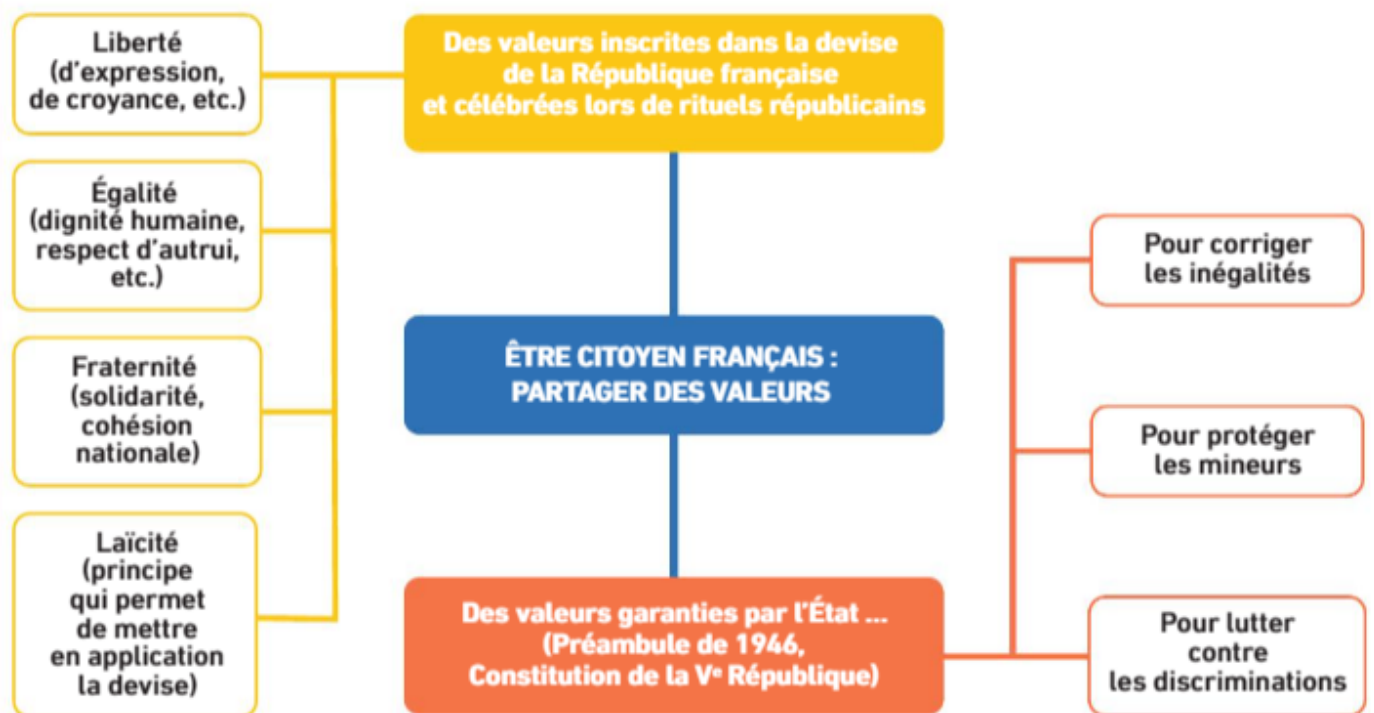 Liberté
(d'expression,
de croyance, etc.)
Égalité
(dignité humaine,
respect d'autrui,
etc.)
Fraternité
(solidarité,
cohésion
nationale)
Laïcité
(principe
qui permet
de mettre
en application
la devise)
Des valeurs inscrites dans la devise
de la République française
et célébrées lors de rituels républicains
ÊTRE CITOYEN FRANÇAIS :
PARTAGER DES VALEURS
Des valeurs garanties par l'État ...
(Préambule de 1946,
Constitution de la Vᵉ République)
Pour corriger
les inégalités
Pour protéger
les mineurs
Pour lutter
contre
les discriminations